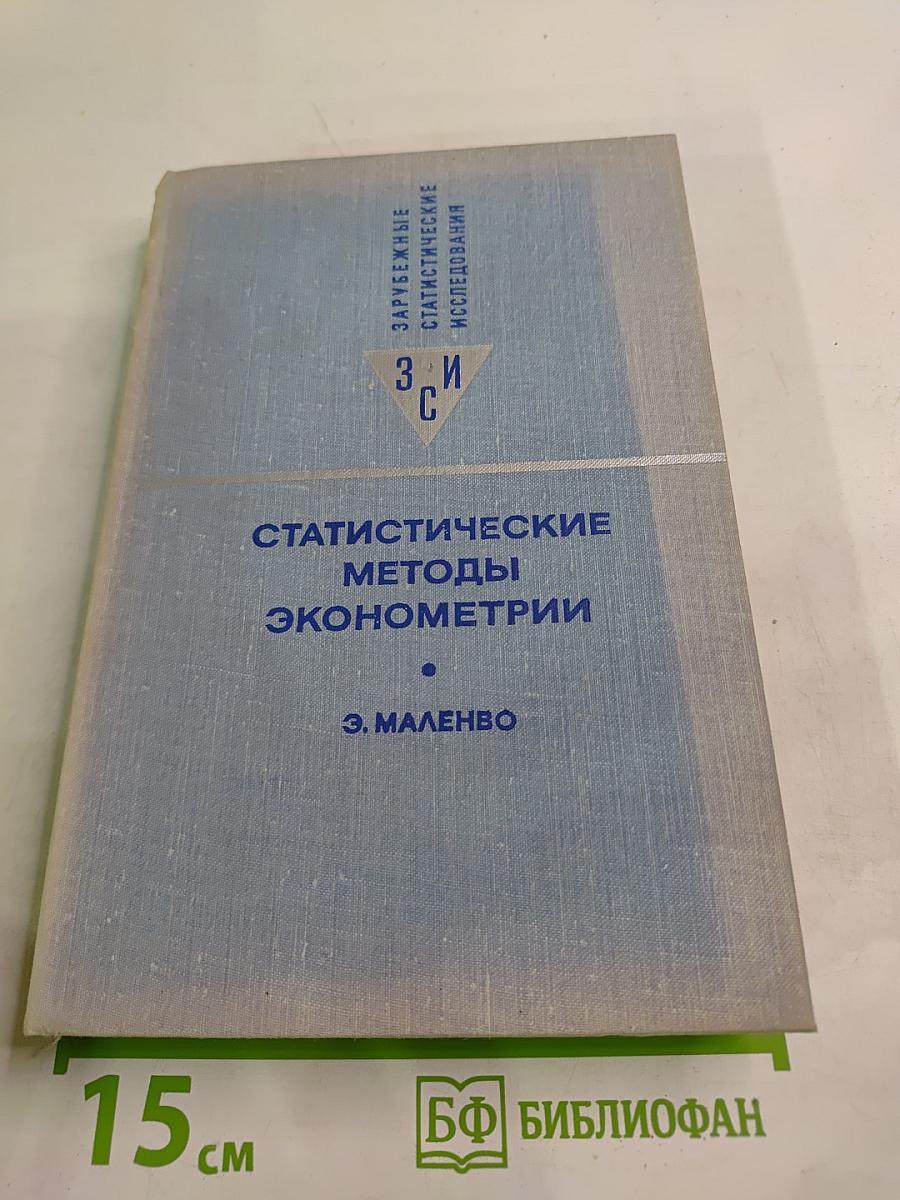 ЗАРУБЕЖНЫЕ
СТАТИСТИЧЕСКИЕ
ИССЛЕДОВАНИЯ
З И
С
СТАТИСТИЧЕСКИЕ
МЕТОДЫ
ЭКОНОМЕТРИИ
Э. МАЛЕНВО
15 см
БФ БИБЛИОФАН